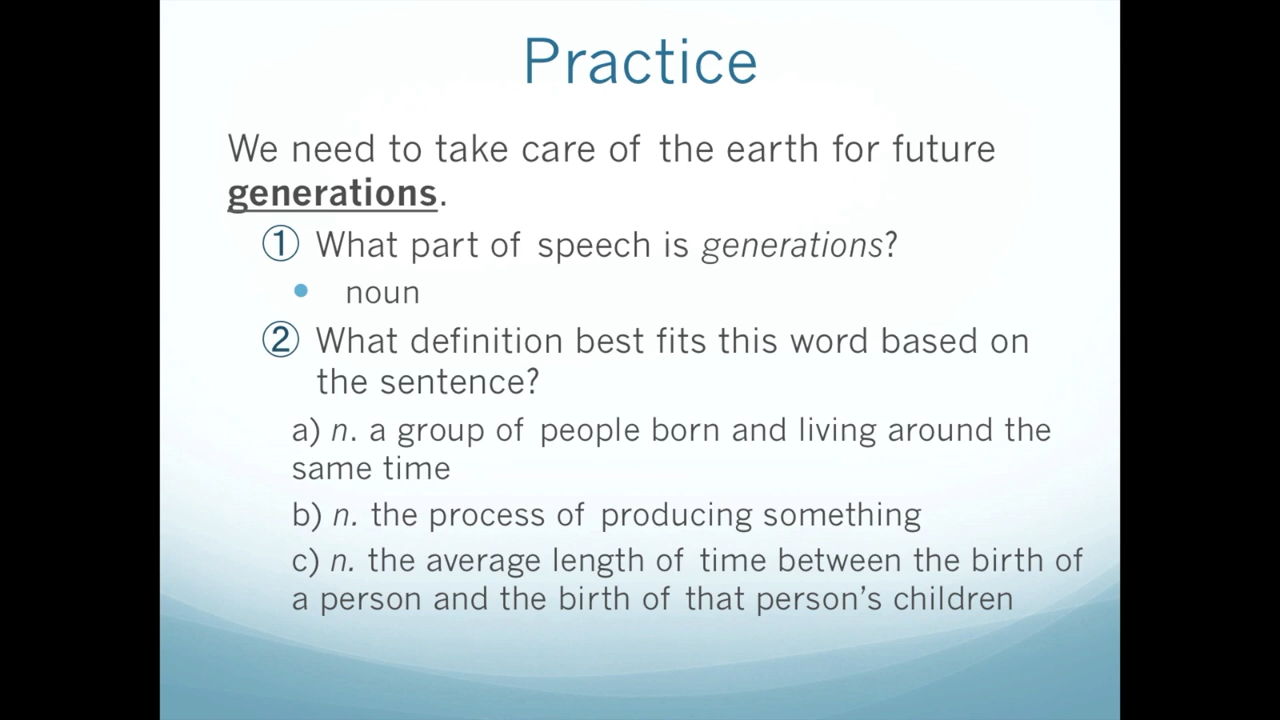 Practice
We need to take care of the earth for future
generations.
① What part of speech is generations?
• noun
② What definition best fits this word based on
the sentence?
a) n. a group of people born and living around the
same time
b) n. the process of producing something
c) n. the average length of time between the birth of
a person and the birth of that person’s children